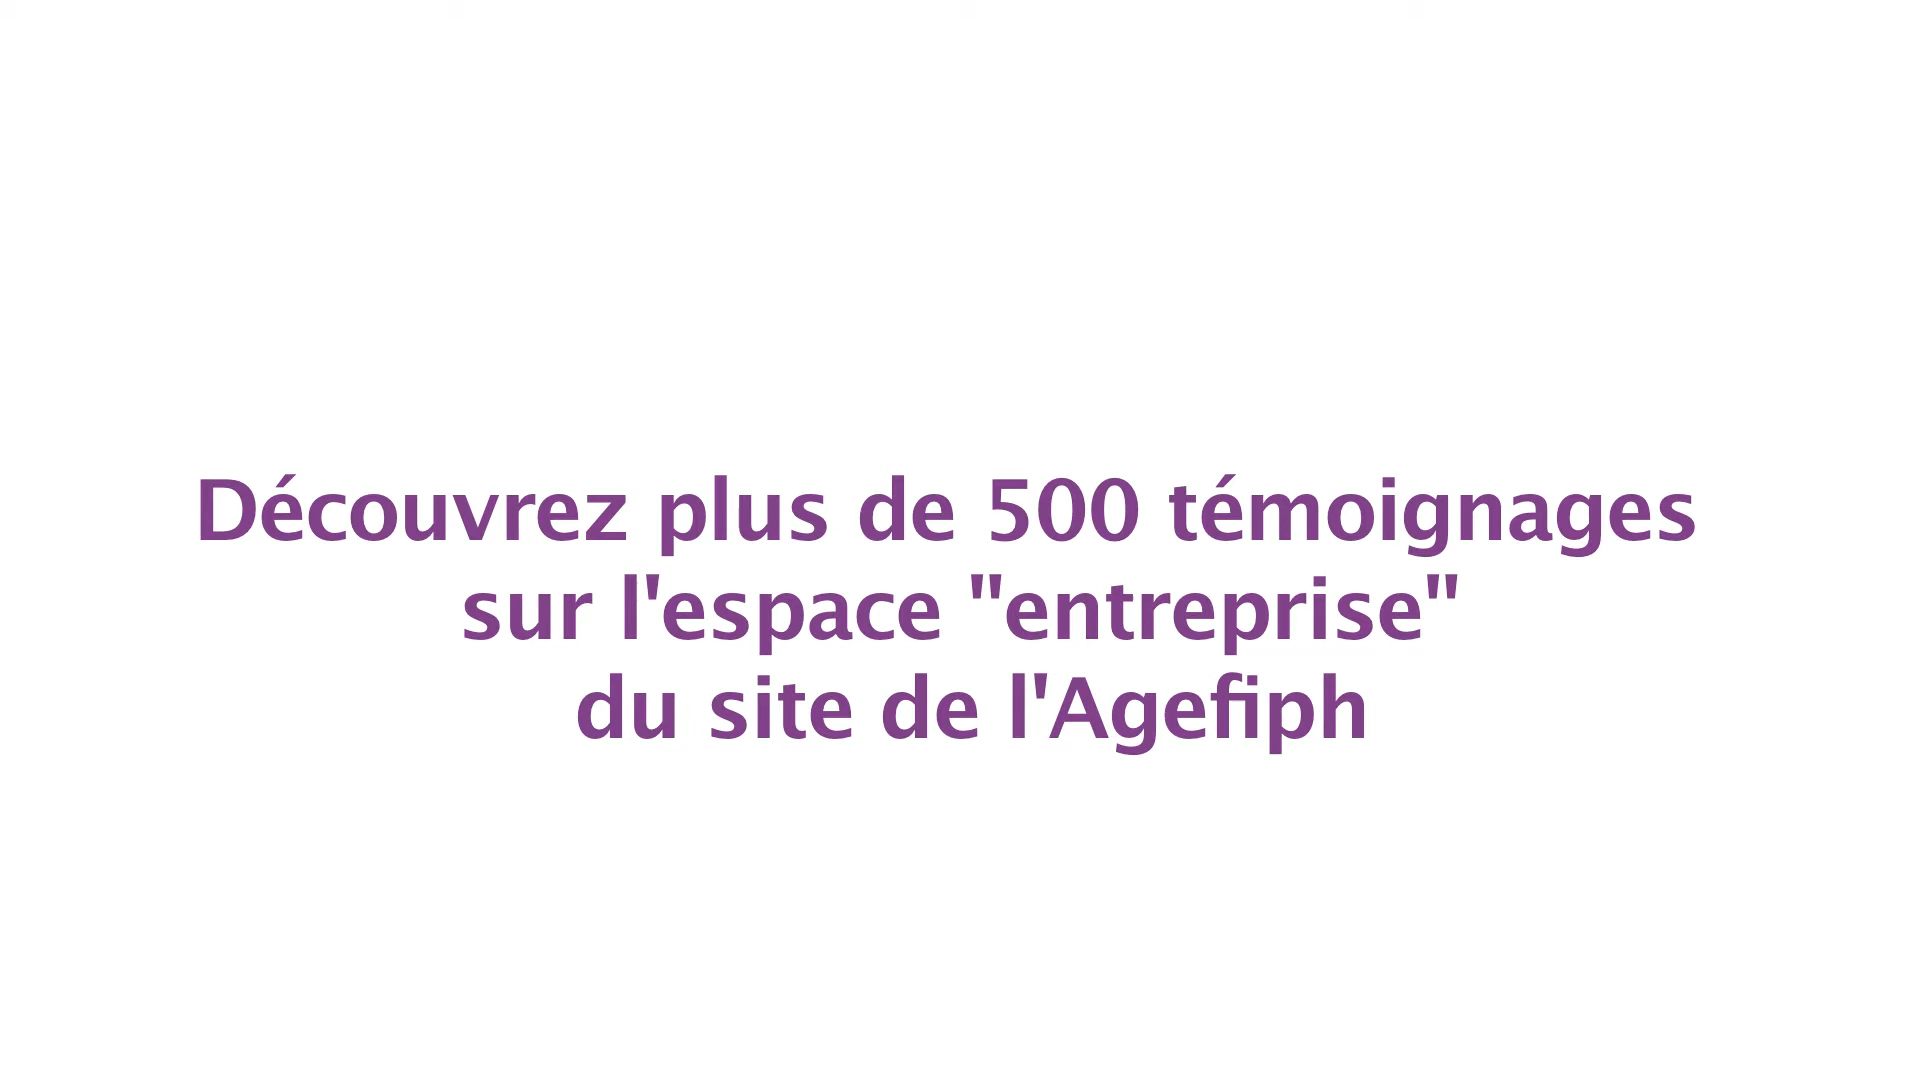 Découvrez plus de 500 témoignages
sur l'espace "entreprise"
du site de l'Agefiph